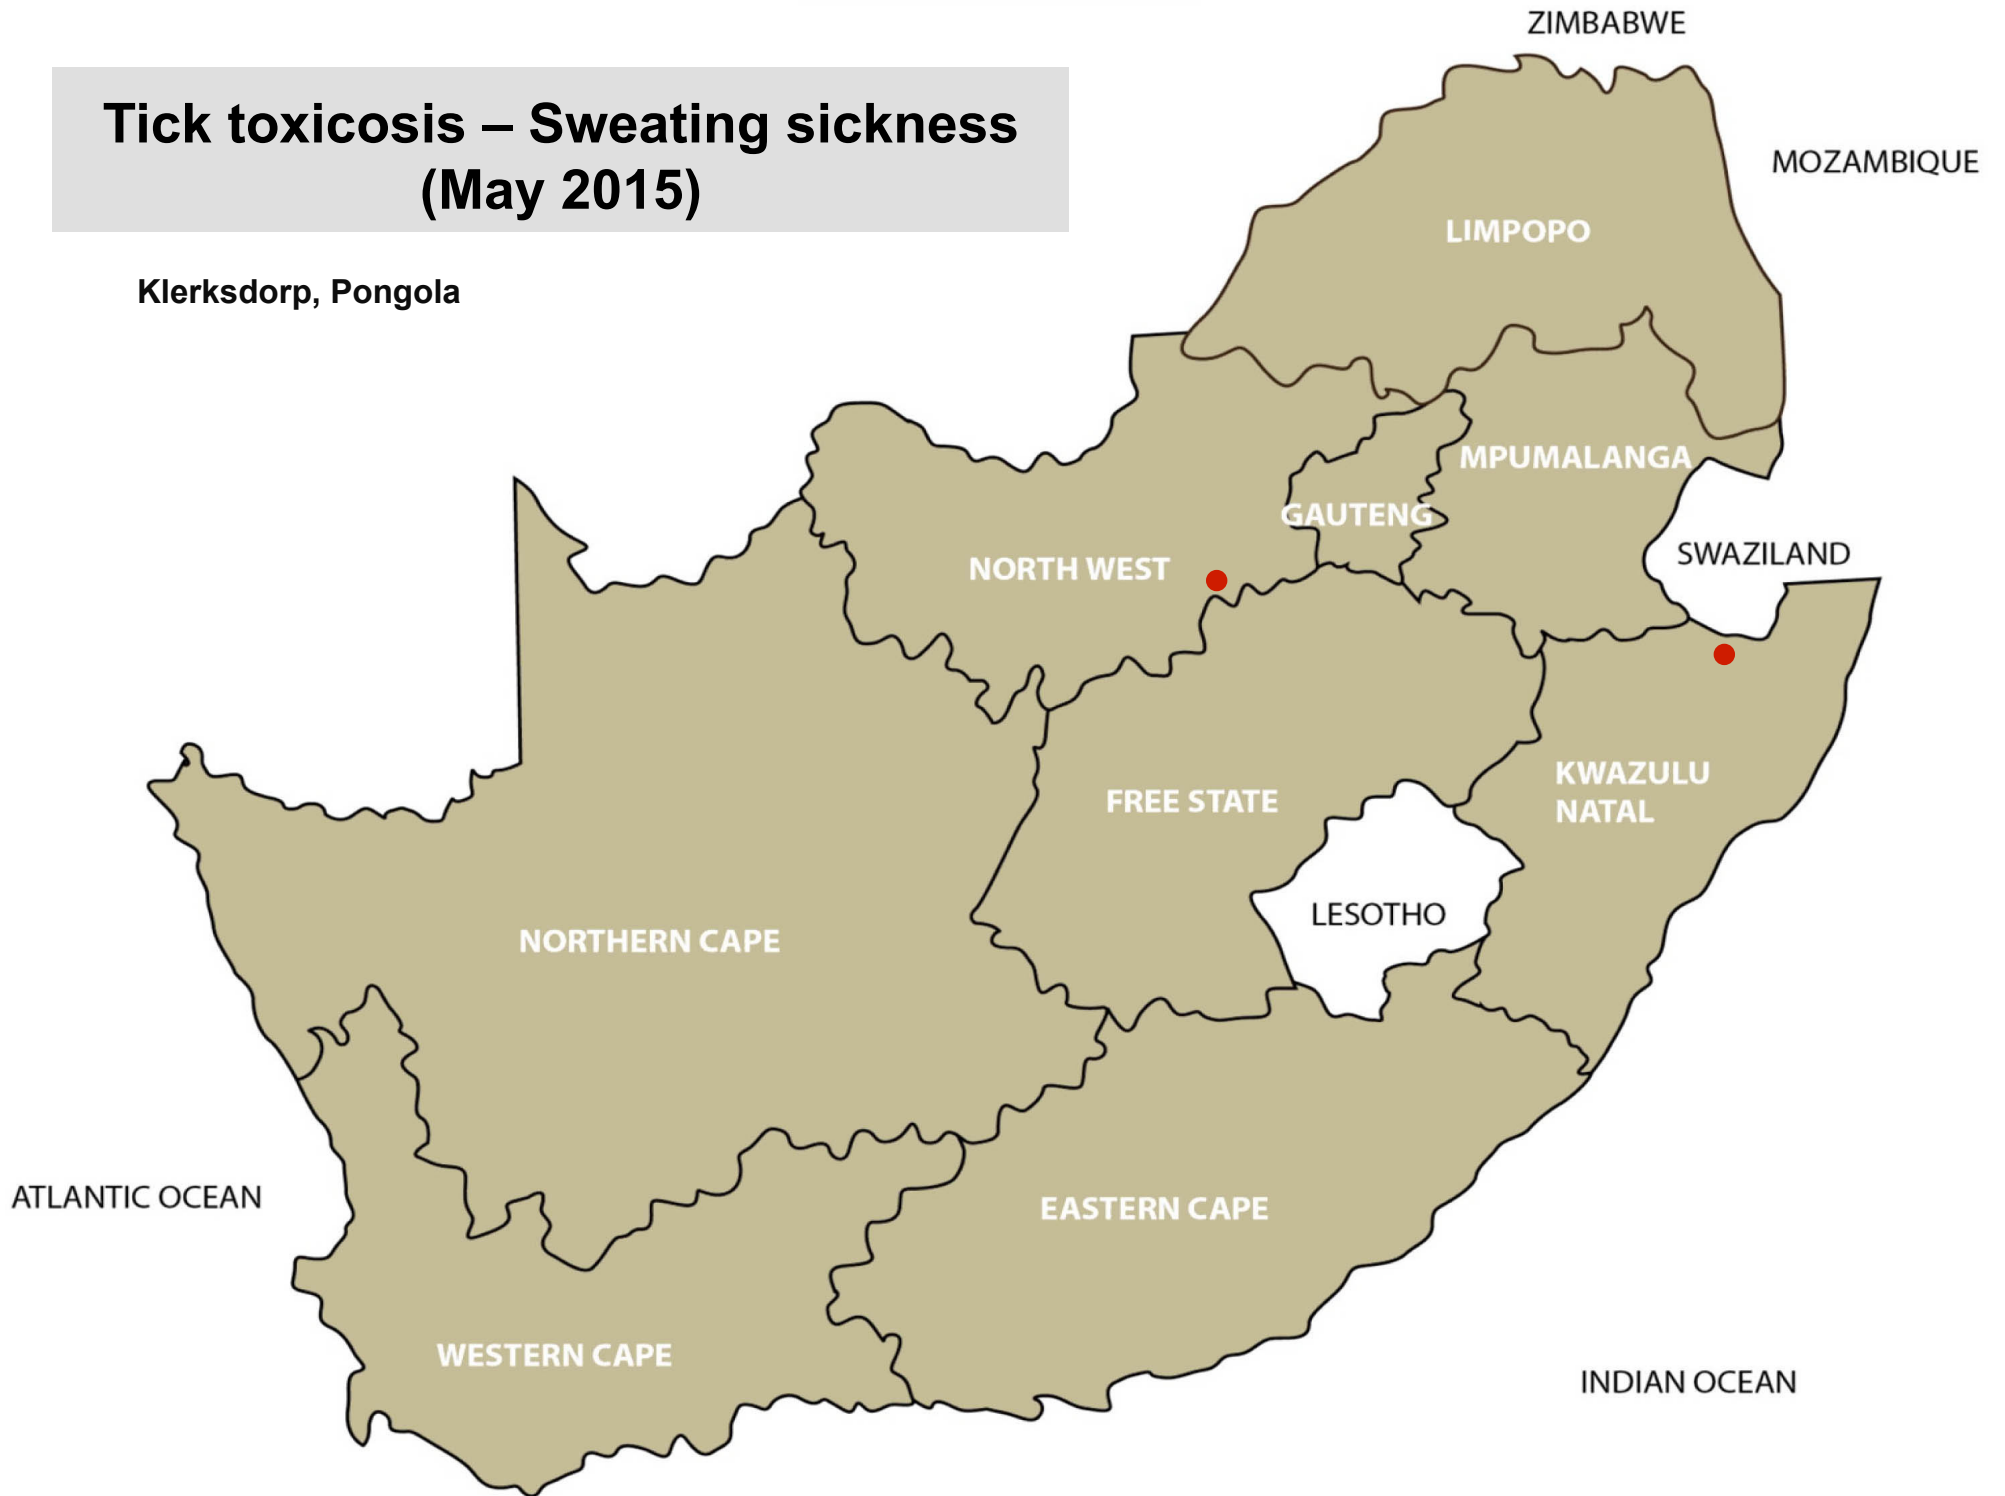 ZIMBABWE
Tick toxicosis – Sweating sickness
(May 2015)
MOZAMBIQUE
LIMPOPO
Klerksdorp, Pongola
MPUMALANGA
GAUTENG
SWAZILAND
NORTH WEST
KWAZULU
NATAL
FREE STATE
LESOTHO
NORTHERN CAPE
ATLANTIC OCEAN
EASTERN CAPE
WESTERN CAPE
INDIAN OCEAN